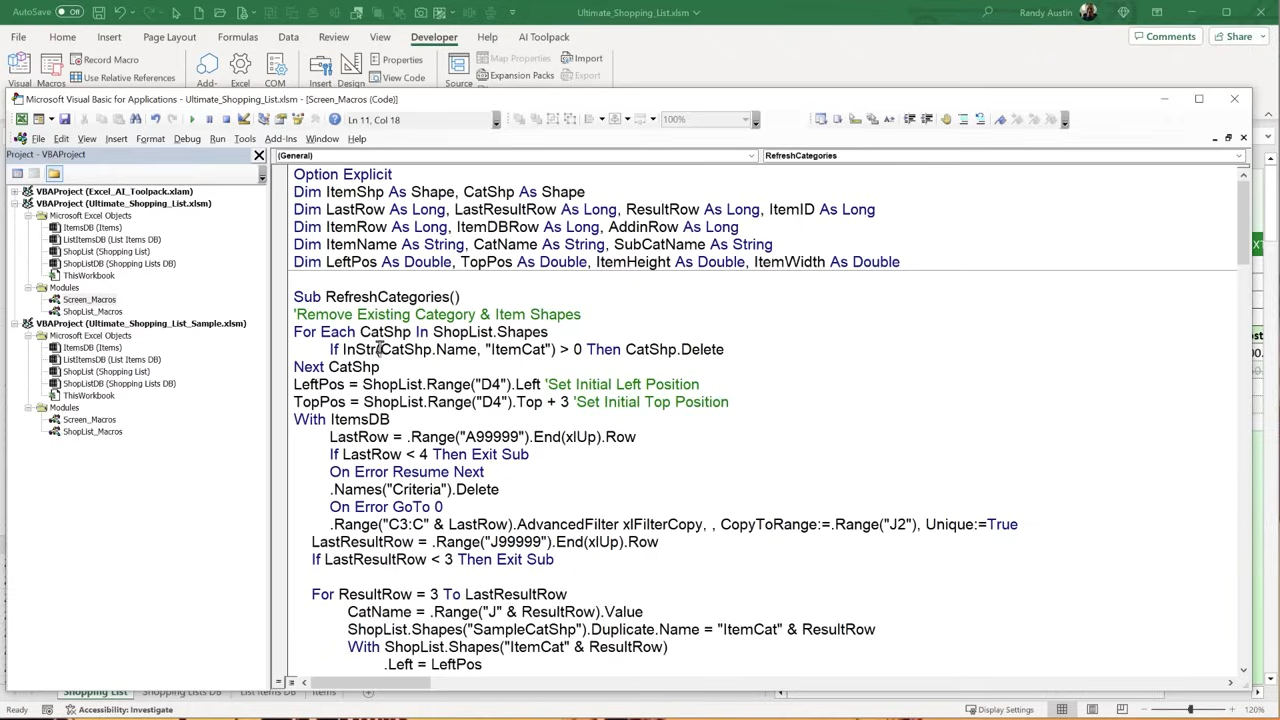 AutoSave Off
Ultimate_Shopping_List.xlsm
Randy Austin
File Home Insert Page Layout Formulas Data Review View Developer Help AI Toolpack
Comments Share
Record Macro
Use Relative References
Visual Macros
Add- Excel COM
Insert Design
Properties
View Code
Source
Map Properties
Expansion Packs
Import
Export
Microsoft Visual Basic for Applications - Ultimate_Shopping_List.xlsm - [Screen_Macros (Code)]
Ln 11, Col 18
100%
File Edit View Insert Format Debug Run Tools Add-Ins Window Help
Project - VBAProject
VBAProject (Excel_AI_Toolpack.xlam)
VBAProject (Ultimate_Shopping_List.xlsm)
Microsoft Excel Objects
ItemsDB (Items)
ListItemsDB (List Items DB)
ShopList (Shopping List)
ShopListDB (Shopping Lists DB)
ThisWorkbook
Modules
Screen_Macros
ShopList_Macros
VBAProject (Ultimate_Shopping_List_Sample.xlsm)
Microsoft Excel Objects
ItemsDB (Items)
ListItemsDB (List Items DB)
ShopList (Shopping List)
ShopListDB (Shopping Lists DB)
ThisWorkbook
Modules
Screen_Macros
ShopList_Macros
(General)
RefreshCategories
Option Explicit
Dim ItemShp As Shape, CatShp As Shape
Dim LastRow As Long, LastResultRow As Long, ResultRow As Long, ItemID As Long
Dim ItemRow As Long, ItemDBRow As Long, AddinRow As Long
Dim ItemName As String, CatName As String, SubCatName As String
Dim LeftPos As Double, TopPos As Double, ItemHeight As Double, ItemWidth As Double
Sub RefreshCategories()
'Remove Existing Category & Item Shapes
For Each CatShp In ShopList.Shapes
If InStr(CatShp.Name, "ItemCat") > 0 Then CatShp.Delete
Next CatShp
LeftPos = ShopList.Range("D4").Left 'Set Initial Left Position
TopPos = ShopList.Range("D4").Top + 3 'Set Initial Top Position
With ItemsDB
LastRow = .Range("A99999").End(xlUp).Row
If LastRow < 4 Then Exit Sub
On Error Resume Next
.Names("Criteria").Delete
On Error GoTo 0
.Range("C3:C" & LastRow).AdvancedFilter xlFilterCopy, , CopyToRange:=.Range("J2"), Unique:=True
LastResultRow = .Range("J99999").End(xlUp).Row
If LastResultRow < 3 Then Exit Sub
For ResultRow = 3 To LastResultRow
CatName = .Range("J" & ResultRow).Value
ShopList.Shapes("SampleCatShp").Duplicate.Name = "ItemCat" & ResultRow
With ShopList.Shapes("ItemCat" & ResultRow)
.Left = LeftPos
Shopping List Shopping Lists DB List Items DB Items
Ready Accessibility: Investigate Display Settings 120%